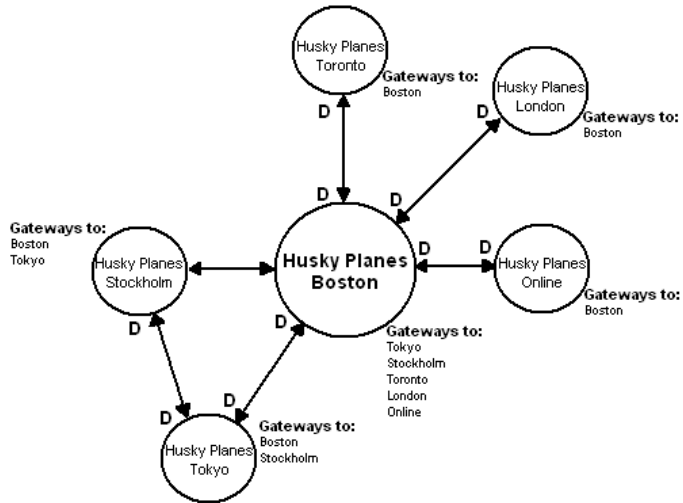 Husky Planes
Toronto
Gateways to:
Boston
D
Husky Planes
London
Gateways to:
Boston
D
D
D
Gateways to:
Boston
Tokyo
Husky Planes
Stockholm
Husky Planes
Boston
D
D
Husky Planes
Online
Gateways to:
Boston
D
D
Gateways to:
Tokyo
Stockholm
Toronto
London
Online
D
D
Husky Planes
Tokyo
Gateways to:
Boston
Stockholm